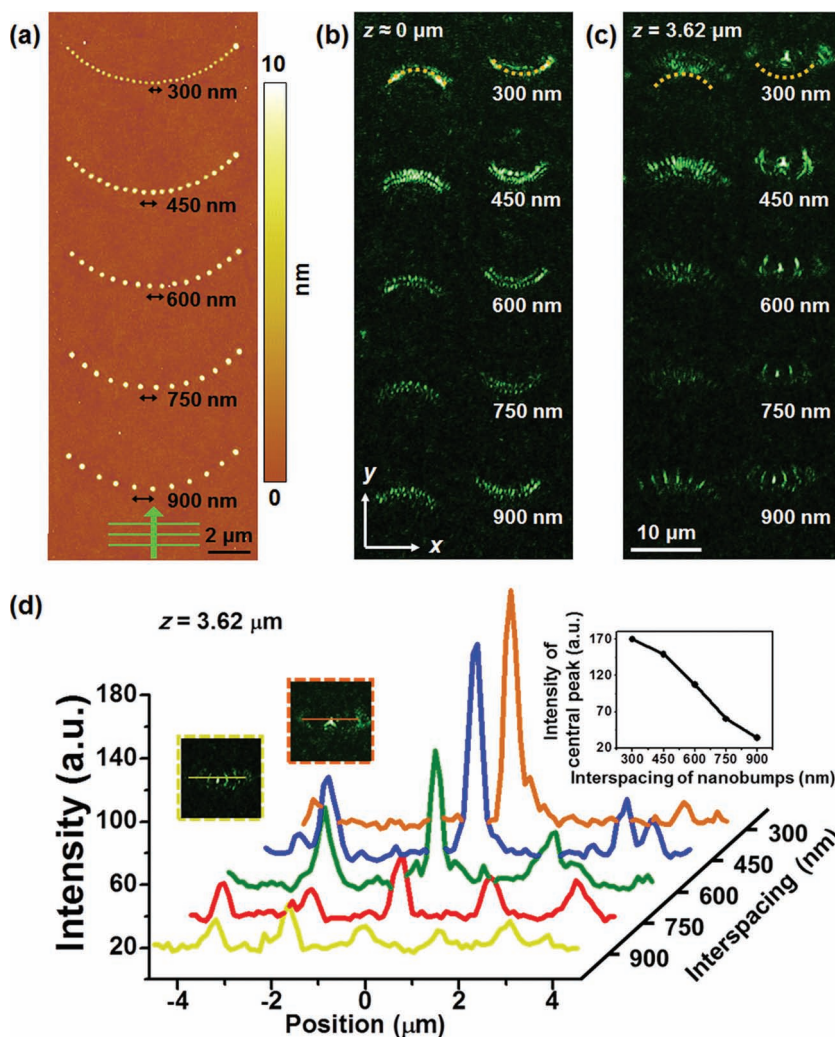 (a)
10
300 nm
450 nm
600 nm
750 nm
900 nm
nm
0
2 µm
(b)
z ≈ 0 µm
300 nm
450 nm
600 nm
750 nm
900 nm
y
x
(c)
z = 3.62 µm
300 nm
450 nm
600 nm
750 nm
900 nm
10 µm
(d)
z = 3.62 µm
Intensity (a.u.)
180
140
100
60
20
-4
-2
0
2
4
Position (µm)
300
450
600
750
900
Interspacing (nm)
Intensity of
central peak (a.u.)
170
120
70
20
300 450 600 750 900
Interspacing of nanobumps (nm)